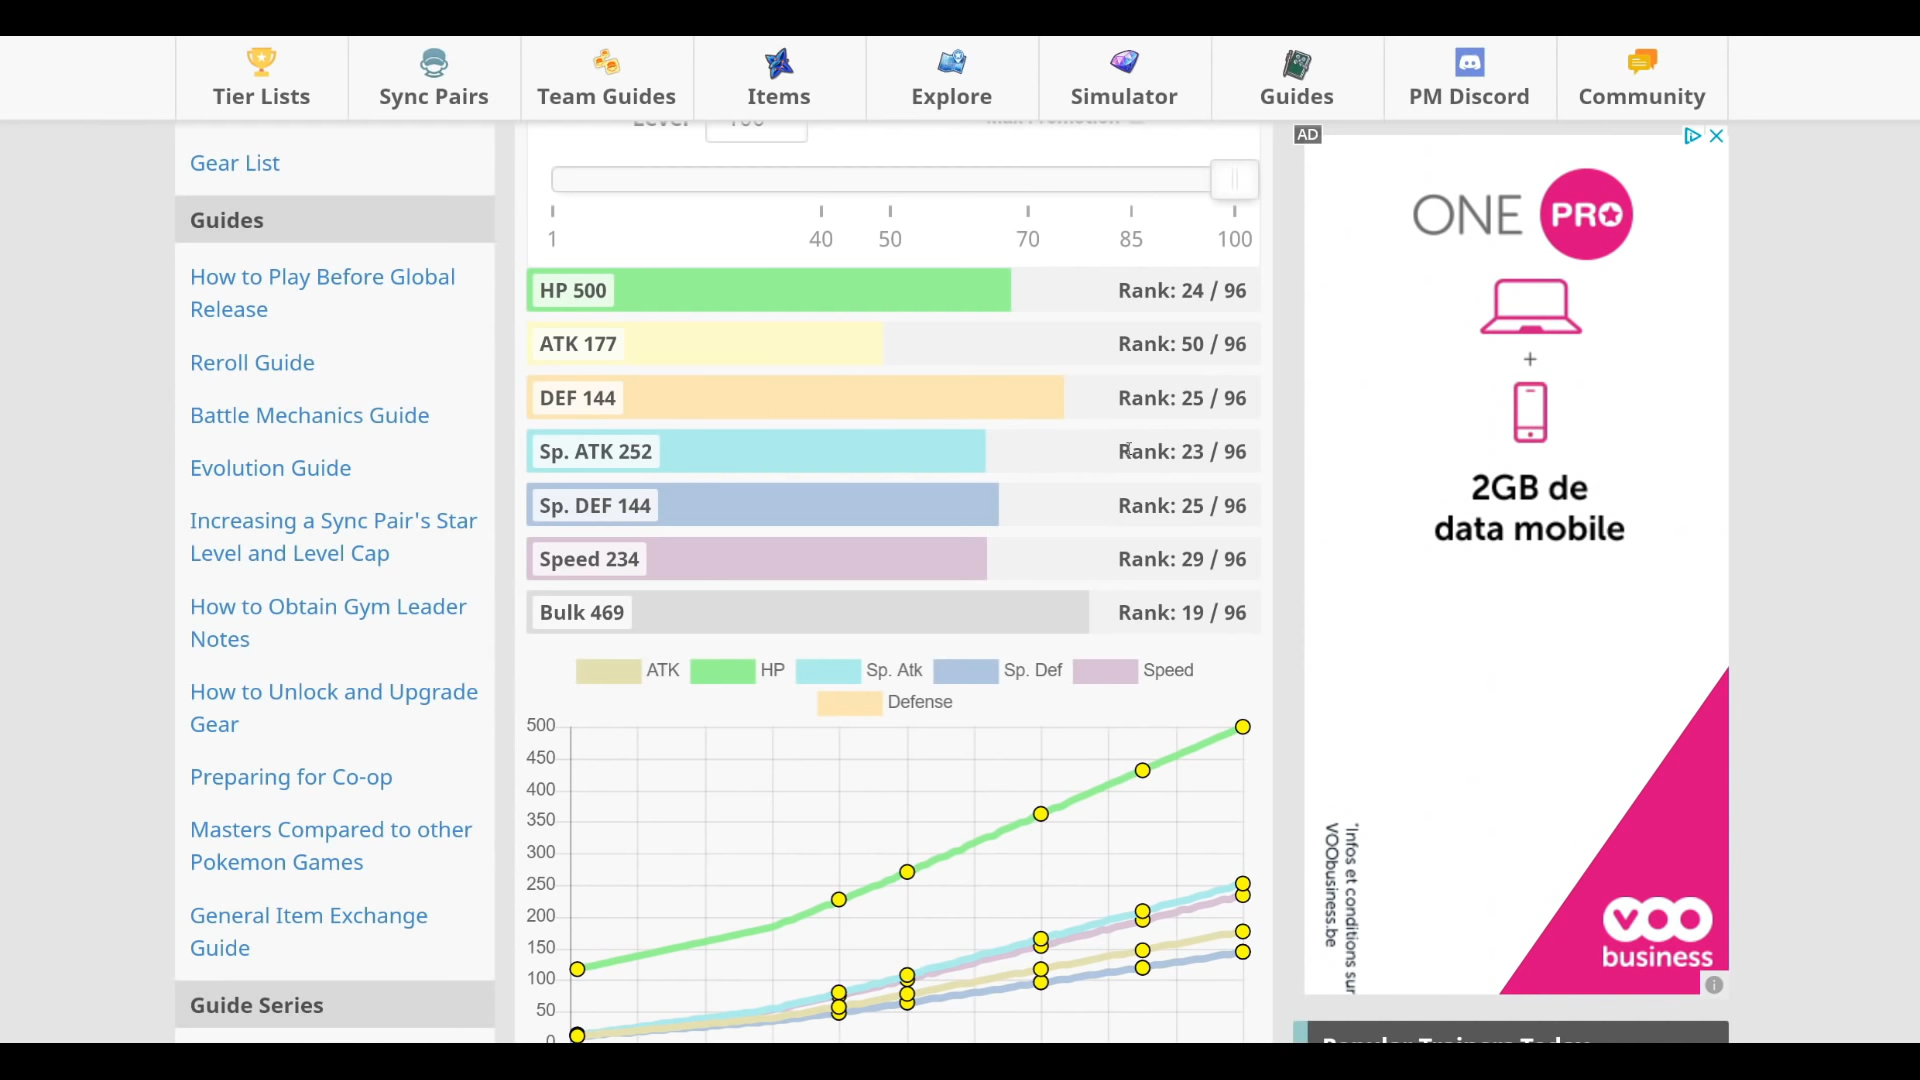 Tier Lists
Sync Pairs
Team Guides
Items
Explore
Simulator
Guides
PM Discord
Community
Gear List
Guides
How to Play Before Global
Release
Reroll Guide
Battle Mechanics Guide
Evolution Guide
Increasing a Sync Pair's Star
Level and Level Cap
How to Obtain Gym Leader
Notes
How to Unlock and Upgrade
Gear
Preparing for Co-op
Masters Compared to other
Pokemon Games
General Item Exchange
Guide
Guide Series
Level 100
Max Promotion
1 40 50 70 85 100
HP 500 Rank: 24 / 96
ATK 177 Rank: 50 / 96
DEF 144 Rank: 25 / 96
Sp. ATK 252 Rank: 23 / 96
Sp. DEF 144 Rank: 25 / 96
Speed 234 Rank: 29 / 96
Bulk 469 Rank: 19 / 96
ATK HP Sp. Atk Sp. Def Speed
Defense
500
450
400
350
300
250
200
150
100
50
0
AD
ONE PRO
+
2GB de
data mobile
*Infos et conditions sur
VOObusiness.be
voo
business
Popular Trainers Today